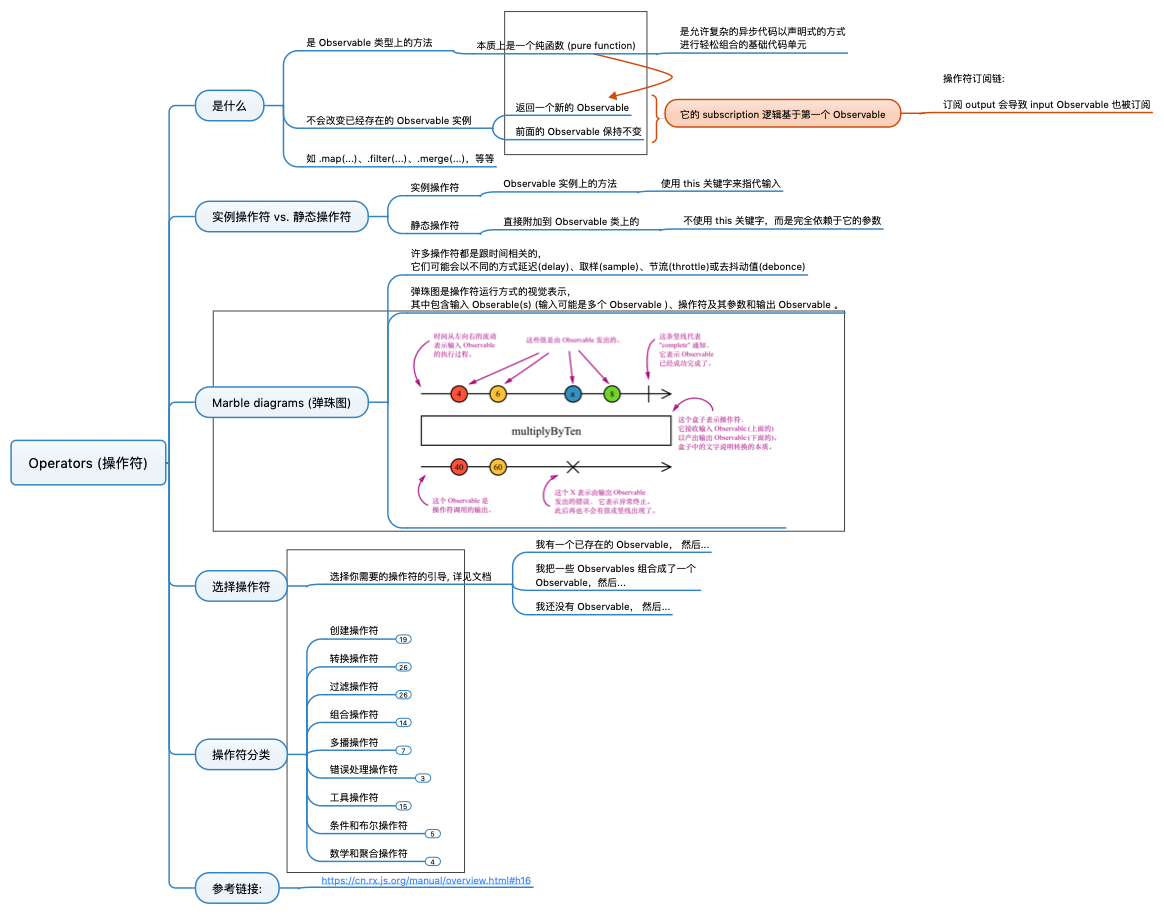 Operators (操作符)
是什么
是 Observable 类型上的方法
本质上是一个纯函数 (pure function)
是允许复杂的异步代码以声明式的方式
进行轻松组合的基础代码单元
不会改变已经存在的 Observable 实例
返回一个新的 Observable
前面的 Observable 保持不变
它的 subscription 逻辑基于第一个 Observable
操作符订阅链:
订阅 output 会导致 input Observable 也被订阅
如 .map(...)、.filter(...)、.merge(...)，等等
实例操作符 vs. 静态操作符
实例操作符
Observable 实例上的方法
使用 this 关键字来指代输入
静态操作符
直接附加到 Observable 类上的
不使用 this 关键字，而是完全依赖于它的参数
Marble diagrams (弹珠图)
许多操作符都是跟时间相关的，
它们可能会以不同的方式延迟(delay)、取样(sample)、节流(throttle)或去抖动值(debonce)
弹珠图是操作符运行方式的视觉表示，
其中包含输入 Obserable(s) (输入可能是多个 Observable )、操作符及其参数和输出 Observable 。
时间从左向右的流动
表示输入 Observable
的执行过程。
这些值是由 Observable 发出的。
这条竖线代表
"complete" 通知，
它表示 Observable
已经成功完成了。
4
6
a
8
multiplyByTen
这个盒子表示操作符，
它接收输入 Observable (上面的)
以产出输出 Observable (下面的)。
盒子中的文字说明转换的本质。
40
60
这个 Observable 是
操作符调用的输出。
这个 X 表示由输出 Observable
发出的错误， 它表示异常终止。
此后再也不会有值或竖线出现了。
选择操作符
选择你需要的操作符的引导, 详见文档
我有一个已存在的 Observable， 然后...
我把一些 Observables 组合成了一个
Observable，然后...
我还没有 Observable， 然后...
操作符分类
创建操作符
19
转换操作符
26
过滤操作符
26
组合操作符
14
多播操作符
7
错误处理操作符
3
工具操作符
15
条件和布尔操作符
5
数学和聚合操作符
4
参考链接:
https://cn.rx.js.org/manual/overview.html#h16